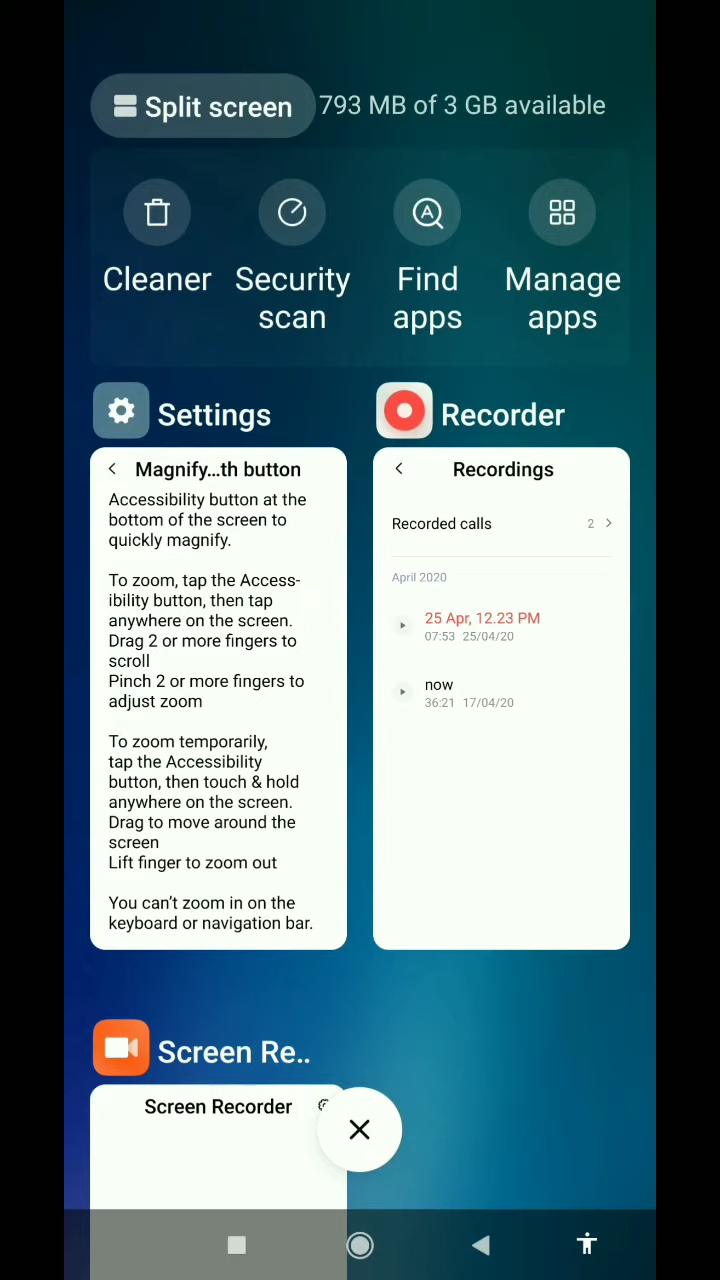 Split screen 793 MB of 3 GB available
Cleaner Security scan Find apps Manage apps
Settings
Magnify...th button
Accessibility button at the
bottom of the screen to
quickly magnify.
To zoom, tap the Access-
ibility button, then tap
anywhere on the screen.
Drag 2 or more fingers to
scroll
Pinch 2 or more fingers to
adjust zoom
To zoom temporarily,
tap the Accessibility
button, then touch & hold
anywhere on the screen.
Drag to move around the
screen
Lift finger to zoom out
You can't zoom in on the
keyboard or navigation bar.
Recorder
Recordings
Recorded calls 2
April 2020
25 Apr, 12.23 PM
07:53 25/04/20
now
36:21 17/04/20
Screen Re..
Screen Recorder